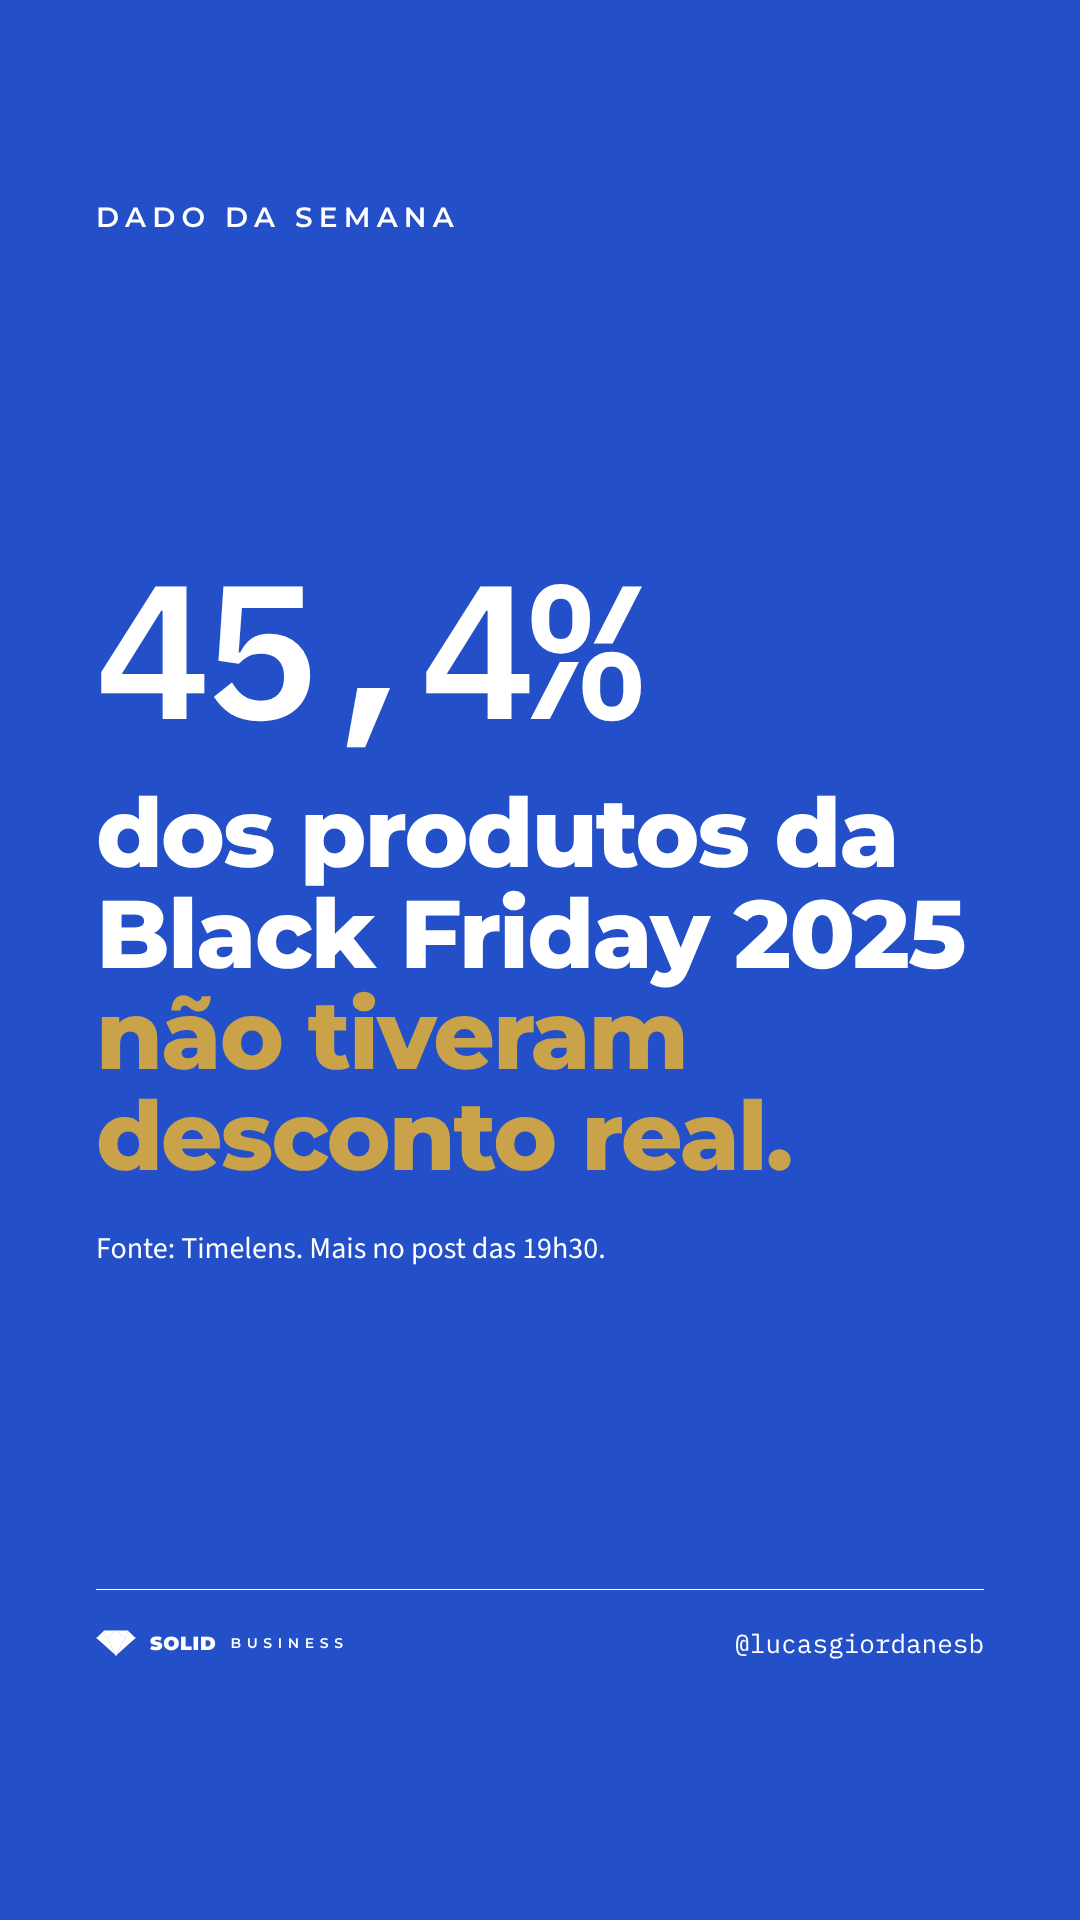 DADO DA SEMANA
45,4%
dos produtos da
Black Friday 2025
não tiveram
desconto real.
Fonte: Timelens. Mais no post das 19h30.
SOLID BUSINESS
@lucasgiordanesb